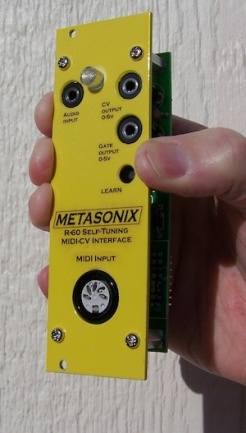 AUDIO
INPUT
CV
OUTPUT
0-5V
GATE
OUTPUT
0-5V
LEARN
METASONIX
R-60 SELF-TUNING
MIDI-CV INTERFACE
MIDI INPUT